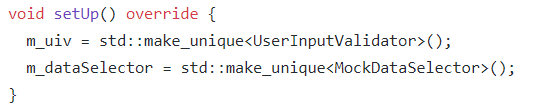 void setUp() override {
  m_uiv = std::make_unique<UserInputValidator>();
  m_dataSelector = std::make_unique<MockDataSelector>();
}